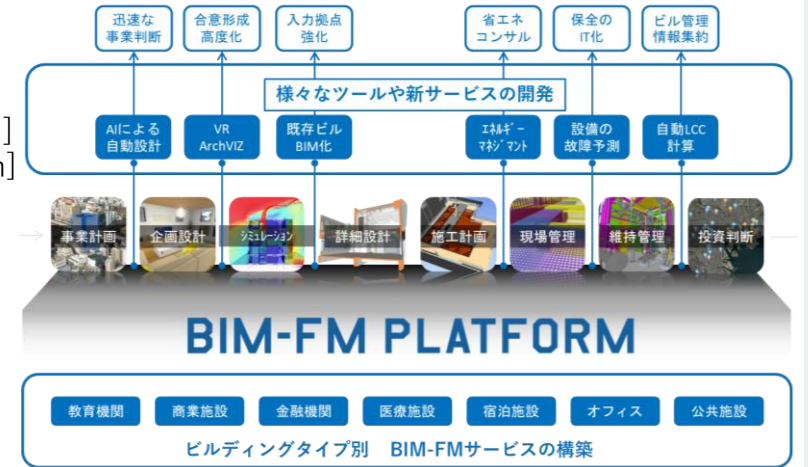 迅速な
事業判断
合意形成
高度化
入力拠点
強化
省エネ
コンサル
保全の
IT化
ビル管理
情報集約
様々なツールや新サービスの開発
]
n]
AIによる
自動設計
VR
ArchVIZ
既存ビル
BIM化
エネルギー
マネジメント
設備の
故障予測
自動LCC
計算
事業計画
企画設計
シミュレーション
詳細設計
施工計画
現場管理
維持管理
投資判断
BIM-FM PLATFORM
教育機関
商業施設
金融機関
医療施設
宿泊施設
オフィス
公共施設
ビルディングタイプ別 BIM-FMサービスの構築